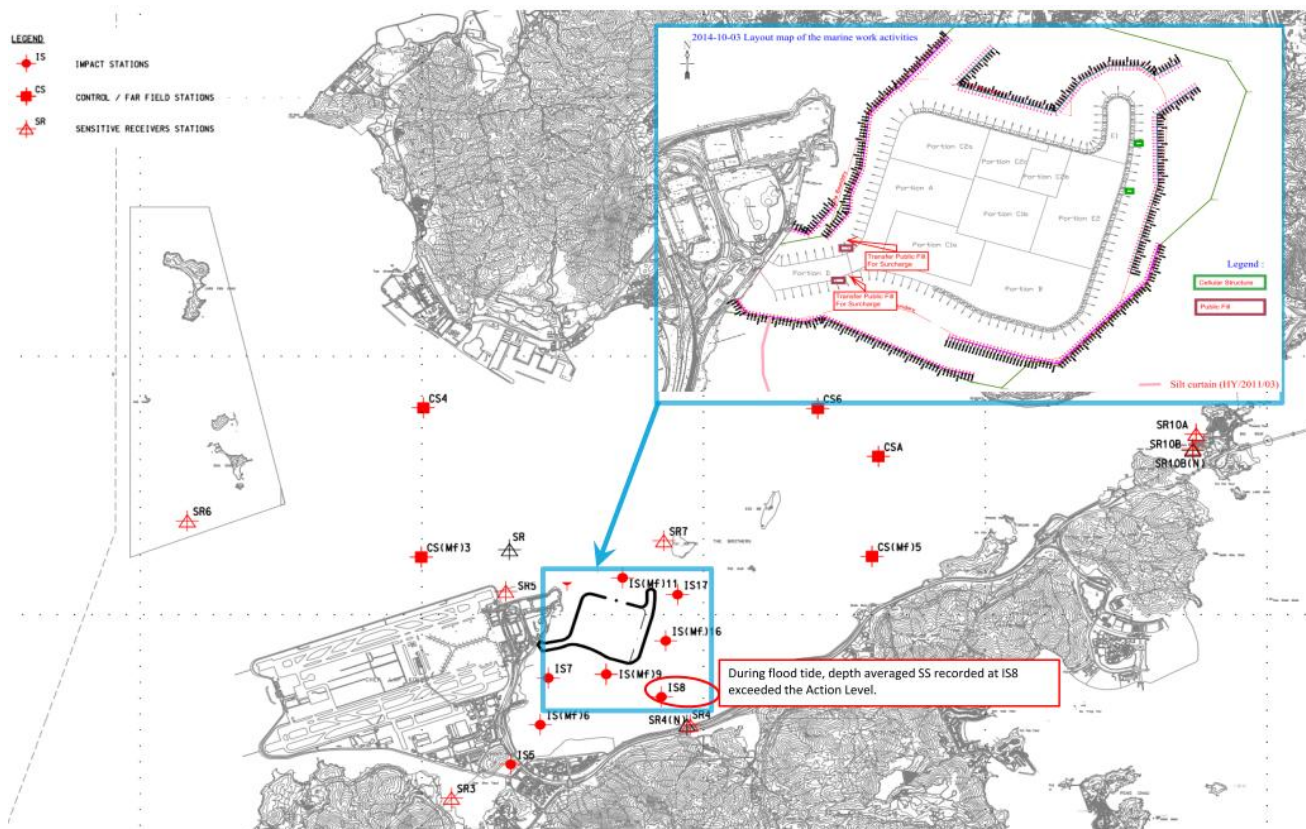 LEGEND
IS
IMPACT STATIONS
CS
CONTROL / FAR FIELD STATIONS
SR
SENSITIVE RECEIVERS STATIONS
2014-10-03 Layout map of the marine work activities
Portion C2a
Portion C2c
Portion C2b
E1
Portion A
Portion C1b
Portion E2
Portion C1a
Portion D
Portion B
Transfer Public Fill
For Surcharge
Transfer Public Fill
For Surcharge
Legend :
Cellular Structure
Public Fill
Silt curtain (HY/2011/03)
CS4
CS6
CSA
SR10A
SR10B
SR10B(N)
SR6
CS(Mf)3
SR
SR7
THE BROTHERS
CS(Mf)5
SR5
IS(Mf)11
IS17
IS(Mf)16
IS7
IS(Mf)9
IS8
During flood tide, depth averaged SS recorded at IS8
exceeded the Action Level.
IS(Mf)6
SR4(N)
SR4
IS5
SR3